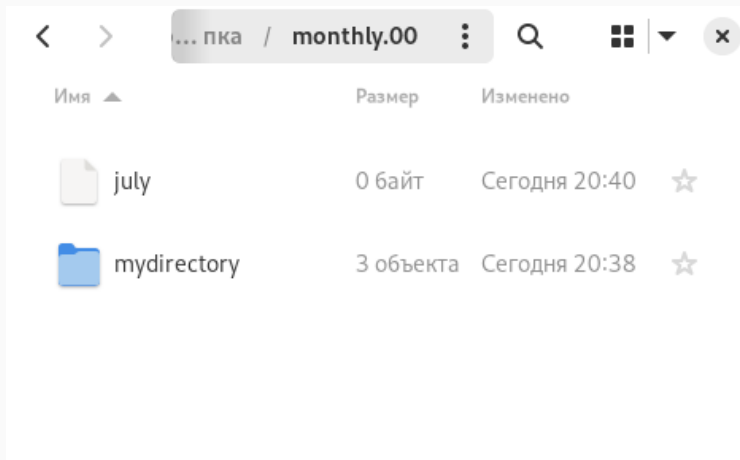 ... пка / monthly.00
Имя Размер Изменено
july 0 байт Сегодня 20:40
mydirectory 3 объекта Сегодня 20:38